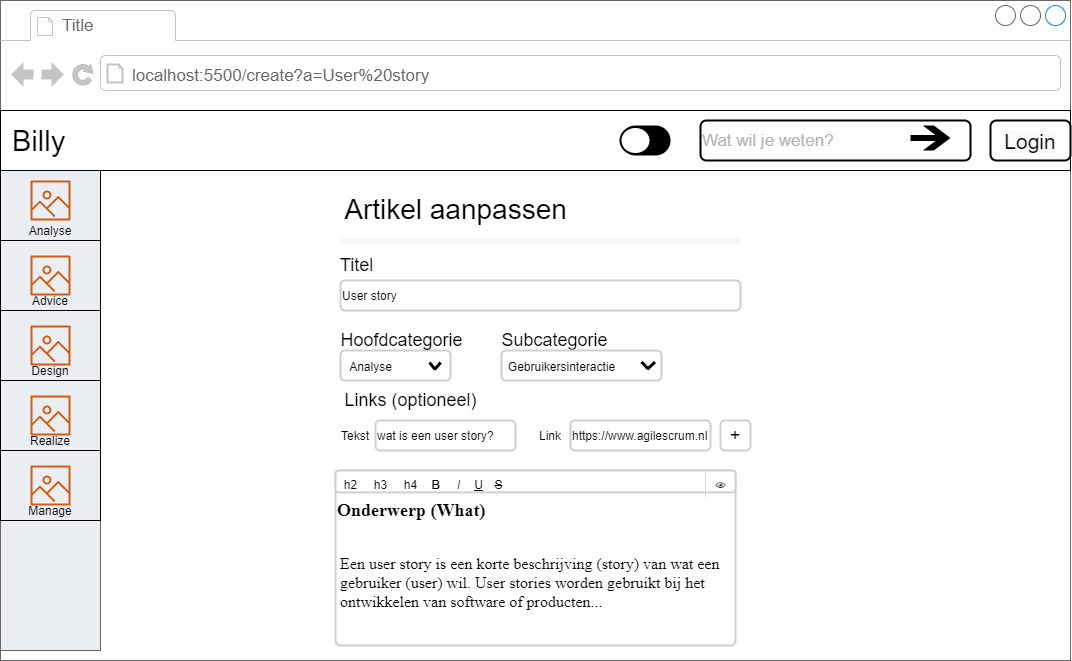 Title
localhost:5500/create?a=User%20story
Billy
Wat wil je weten?
Login
Analyse
Advice
Design
Realize
Manage
Artikel aanpassen
Titel
User story
Hoofdcategorie Subcategorie
Analyse Gebruikersinteractie
Links (optioneel)
Tekst wat is een user story? Link https://www.agilescrum.nl +
h2 h3 h4 B I U S
Onderwerp (What)
Een user story is een korte beschrijving (story) van wat een
gebruiker (user) wil. User stories worden gebruikt bij het
ontwikkelen van software of producten...